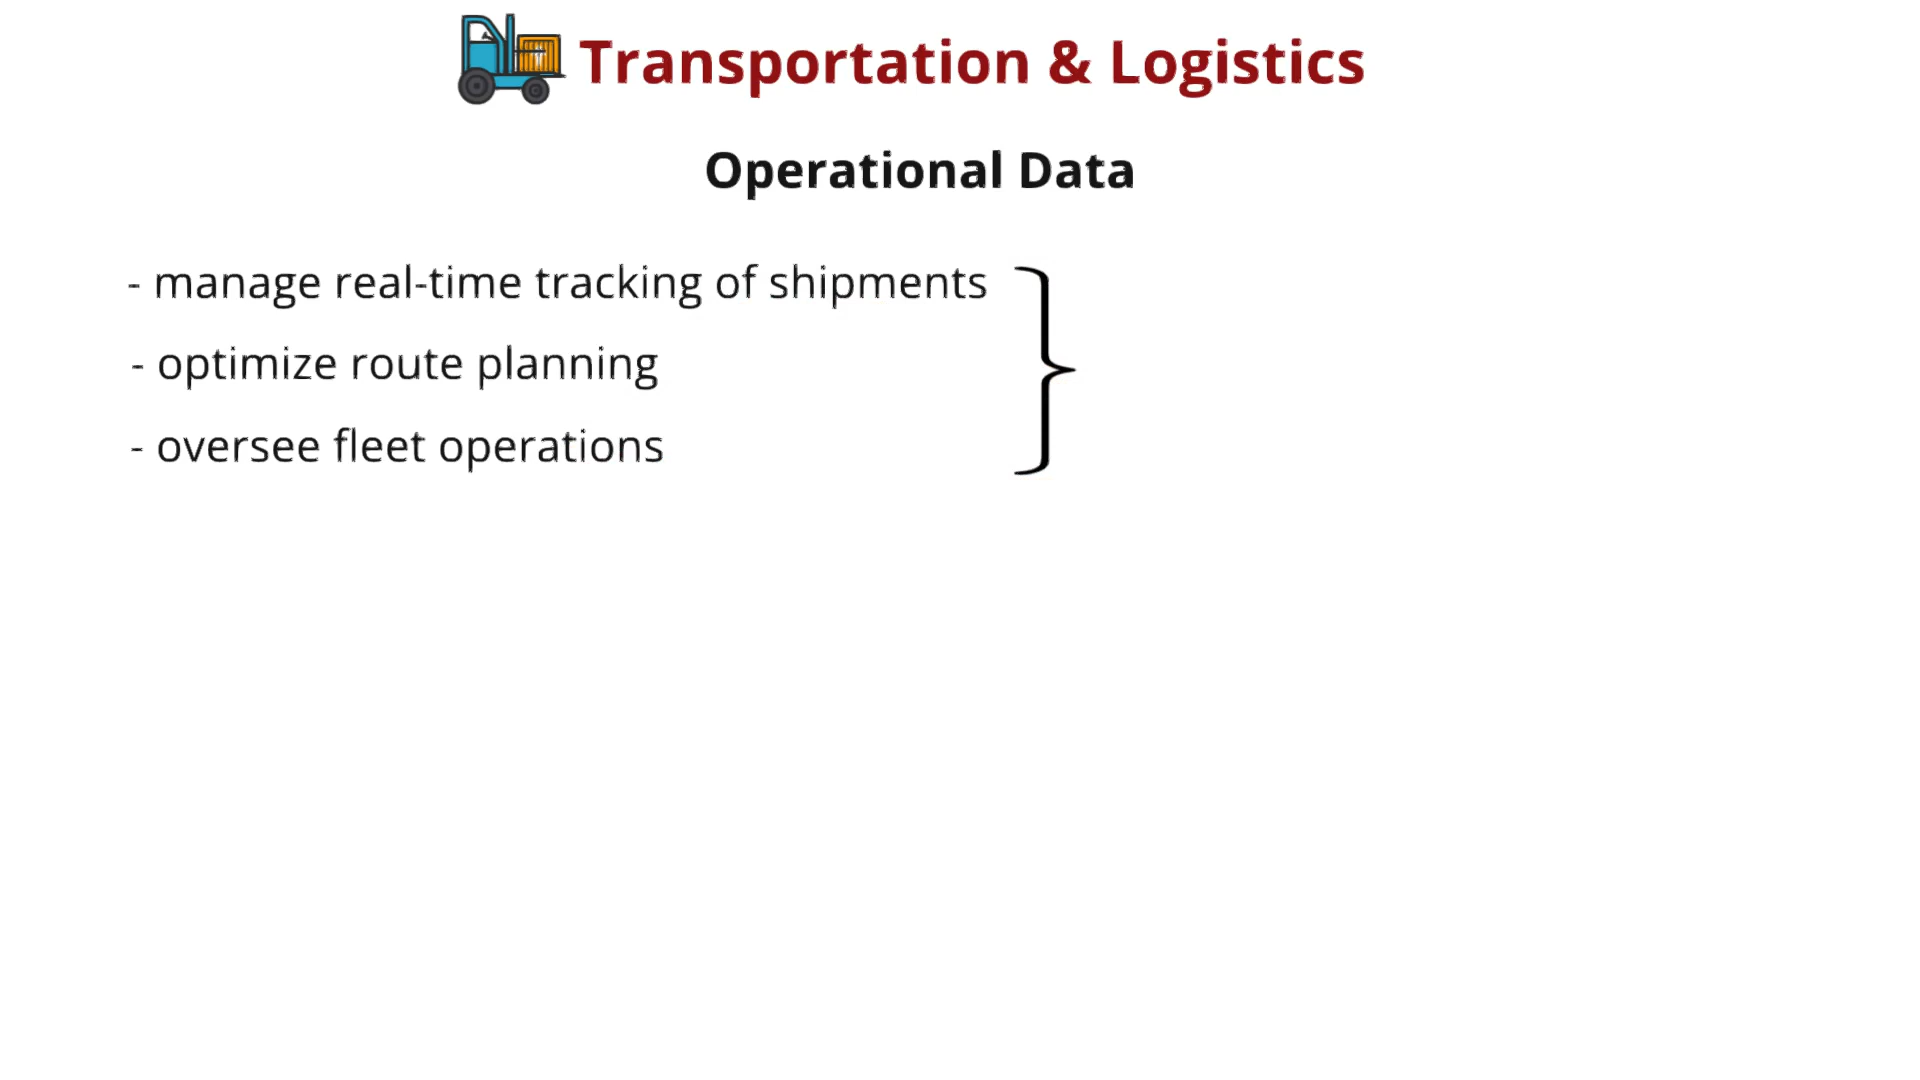 Transportation & Logistics
Operational Data
- manage real-time tracking of shipments
- optimize route planning
- oversee fleet operations